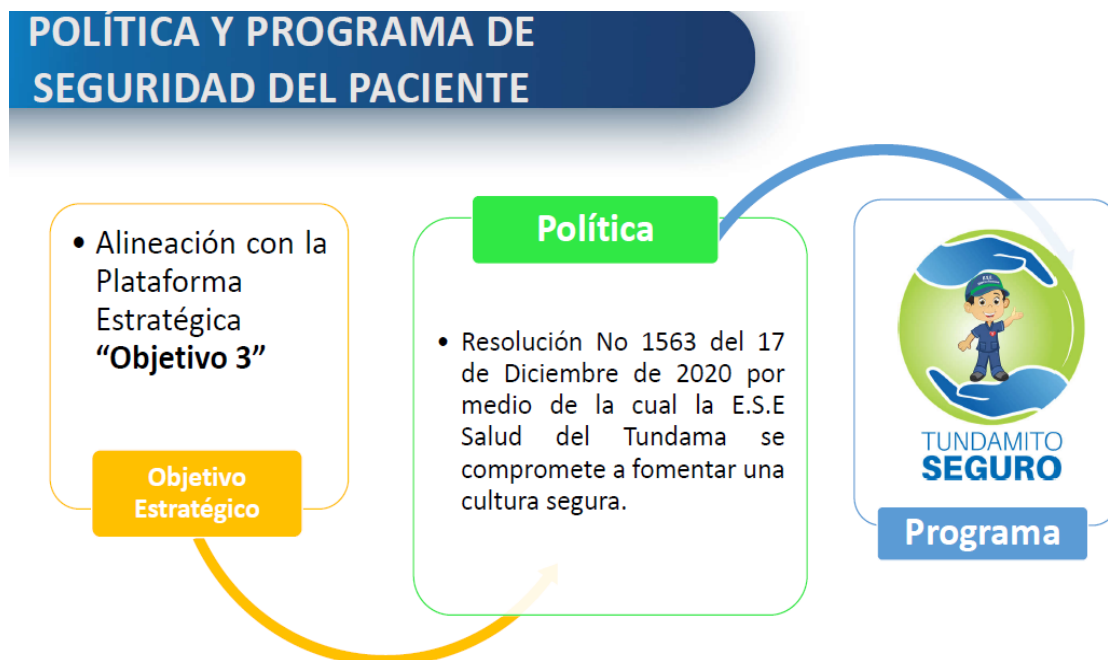 POLÍTICA Y PROGRAMA DE
SEGURIDAD DEL PACIENTE
• Alineación con la
Plataforma
Estratégica
“Objetivo 3”
Objetivo
Estratégico
Política
• Resolución No 1563 del 17
de Diciembre de 2020 por
medio de la cual la E.S.E
Salud del Tundama se
compromete a fomentar una
cultura segura.
TUNDAMITO
SEGURO
Programa